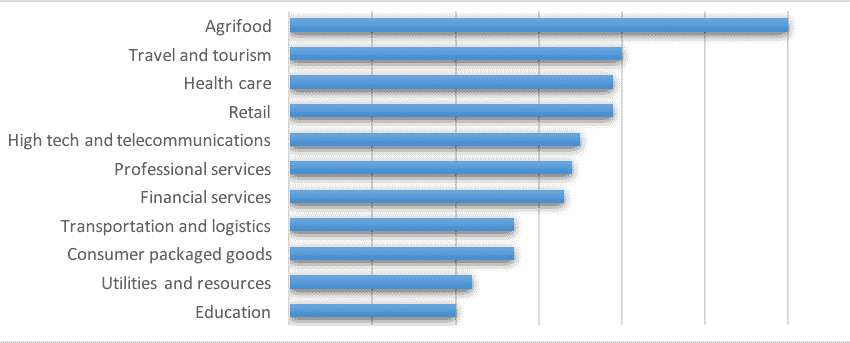 Agrifood
Travel and tourism
Health care
Retail
High tech and telecommunications
Professional services
Financial services
Transportation and logistics
Consumer packaged goods
Utilities and resources
Education